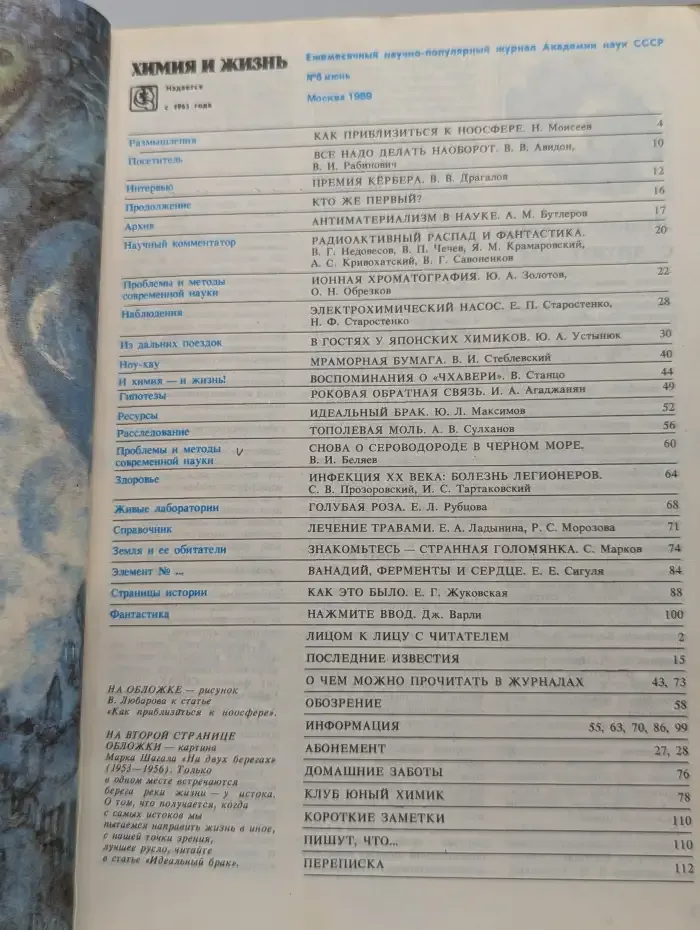 ХИМИЯ И ЖИЗНЬ
Издается
с 1965 года
Ежемесячный научно-популярный журнал Академии наук СССР
№6 июнь
Москва 1989
Размышления КАК ПРИБЛИЗИТЬСЯ К НООСФЕРЕ. Н. Моисеев 4
Посетитель ВСЕ НАДО ДЕЛАТЬ НАОБОРОТ. В. В. Авидон, 10
В. И. Рабинович
Интервью ПРЕМИЯ КЁРБЕРА. В. В. Драгалов 12
Продолжение КТО ЖЕ ПЕРВЫЙ? 16
Архив АНТИМАТЕРИАЛИЗМ В НАУКЕ. А. М. Бутлеров 17
Научный комментатор РАДИОАКТИВНЫЙ РАСПАД И ФАНТАСТИКА. 20
В. Г. Недовесов, В. П. Чечев, Я. М. Крамаровский,
А. С. Кривохатский, В. Г. Савоненков
Проблемы и методы ИОННАЯ ХРОМАТОГРАФИЯ. Ю. А. Золотов, 22
современной науки О. Н. Обрезков
Наблюдения ЭЛЕКТРОХИМИЧЕСКИЙ НАСОС. Е. П. Старостенко, 28
Н. Ф. Старостенко
Из дальних поездок В ГОСТЯХ У ЯПОНСКИХ ХИМИКОВ. Ю. А. Устынюк 30
Ноу-хау МРАМОРНАЯ БУМАГА. В. И. Стеблевский 40
И химия — и жизнь! ВОСПОМИНАНИЯ О «ЧХАВЕРИ». В. Станцо 44
Гипотезы РОКОВАЯ ОБРАТНАЯ СВЯЗЬ. И. А. Агаджанян 49
Ресурсы ИДЕАЛЬНЫЙ БРАК. Ю. Л. Максимов 52
Расследование ТОПОЛЕВАЯ МОЛЬ. А. В. Сулханов 56
Проблемы и методы СНОВА О СЕРОВОДОРОДЕ В ЧЕРНОМ МОРЕ. 60
современной науки В. И. Беляев
Здоровье ИНФЕКЦИЯ XX ВЕКА: БОЛЕЗНЬ ЛЕГИОНЕРОВ. 64
С. В. Прозоровский, И. С. Тартаковский
Живые лаборатории ГОЛУБАЯ РОЗА. Е. Л. Рубцова 68
Справочник ЛЕЧЕНИЕ ТРАВАМИ. Е. А. Ладынина, Р. С. Морозова 71
Земля и ее обитатели ЗНАКОМЬТЕСЬ — СТРАННАЯ ГОЛОМЯНКА. С. Марков 74
Элемент № ... ВАНАДИЙ, ФЕРМЕНТЫ И СЕРДЦЕ. Е. Е. Сигуля 84
Страницы истории КАК ЭТО БЫЛО. Е. Г. Жуковская 88
Фантастика НАЖМИТЕ ВВОД. Дж. Варли 100
ЛИЦОМ К ЛИЦУ С ЧИТАТЕЛЕМ 2
ПОСЛЕДНИЕ ИЗВЕСТИЯ 15
О ЧЕМ МОЖНО ПРОЧИТАТЬ В ЖУРНАЛАХ 43, 73
ОБОЗРЕНИЕ 58
ИНФОРМАЦИЯ 55, 63, 70, 86, 99
АБОНЕМЕНТ 27, 28
ДОМАШНИЕ ЗАБОТЫ 76
КЛУБ ЮНЫЙ ХИМИК 78
КОРОТКИЕ ЗАМЕТКИ 110
ПИШУТ, ЧТО... 110
ПЕРЕПИСКА 112
НА ОБЛОЖКЕ — рисунок
В. Любарова к статье
«Как приблизиться к ноосфере».
НА ВТОРОЙ СТРАНИЦЕ
ОБЛОЖКИ — картина
Марка Шагала «На двух берегах»
(1953—1956). Только
в одном месте встречаются
берега реки жизни — у истока.
О том, что получается, когда
с самых истоков мы
пытаемся направить жизнь в иное,
с нашей точки зрения,
лучшее русло, читайте
в статье «Идеальный брак».